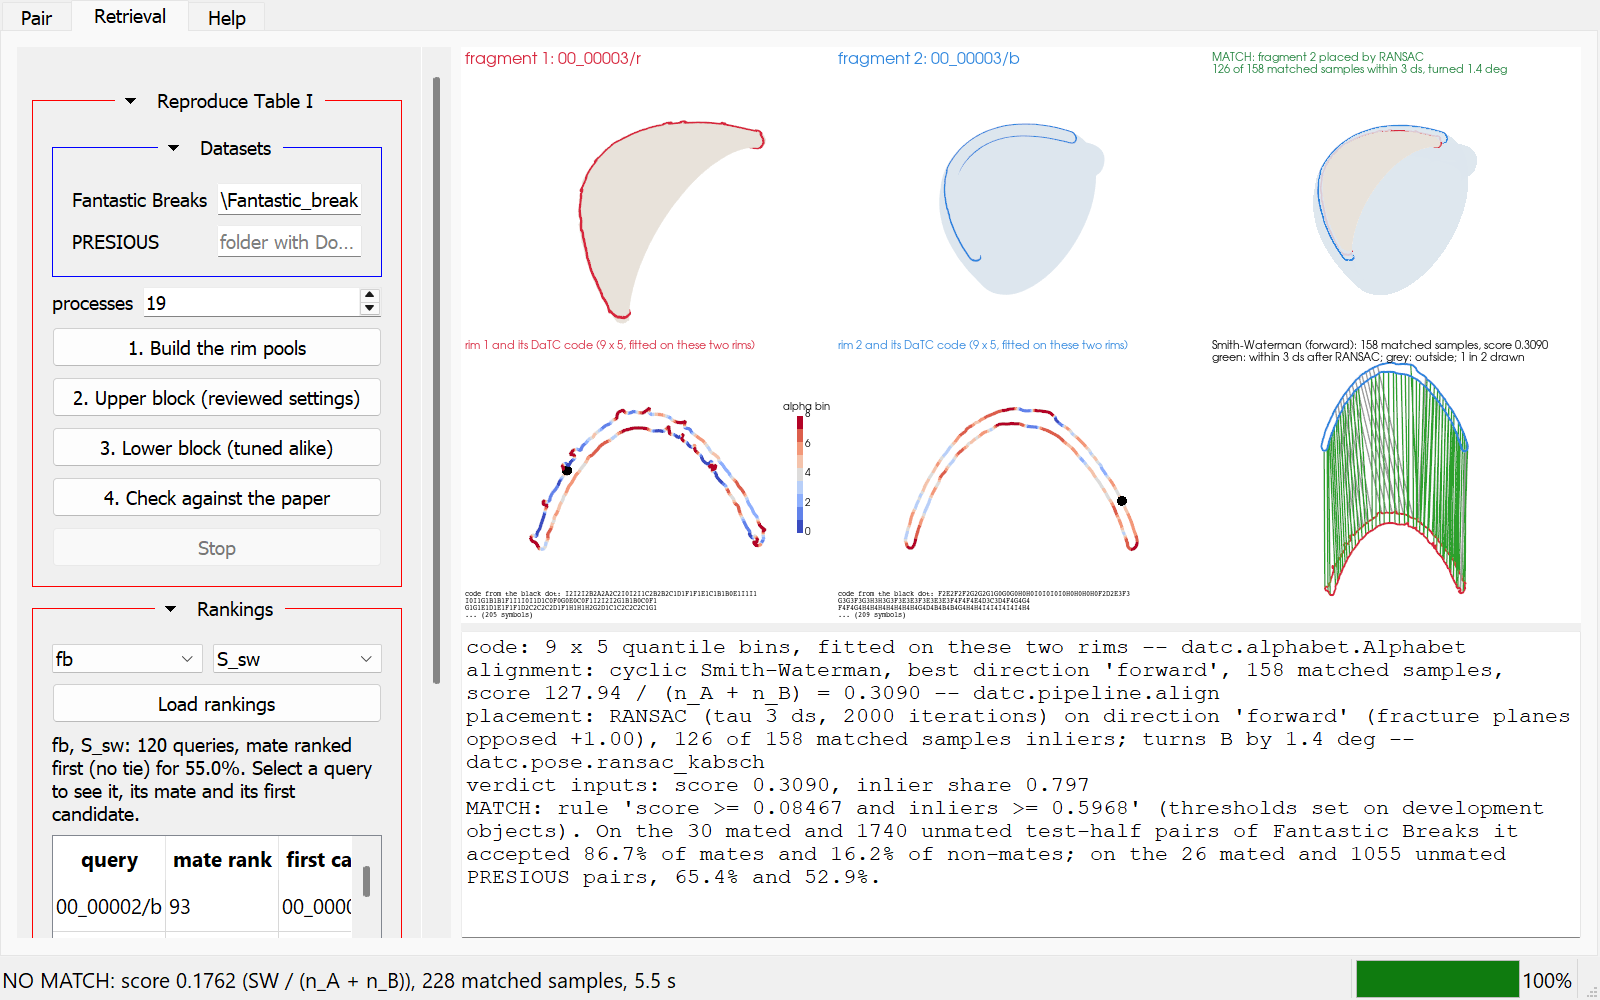 Pair
Retrieval
Help
Reproduce Table I
Datasets
Fantastic Breaks
\Fantastic_break
PRESIOUS
folder with Do...
processes
19
1. Build the rim pools
2. Upper block (reviewed settings)
3. Lower block (tuned alike)
4. Check against the paper
Stop
Rankings
fb
S_sw
Load rankings
fb, S_sw: 120 queries, mate ranked
first (no tie) for 55.0%. Select a query
to see it, its mate and its first
candidate.
query
mate rank
first ca
00_00002/b
93
00_000
fragment 1: 00_00003/r
fragment 2: 00_00003/b
MATCH: fragment 2 placed by RANSAC
126 of 158 matched samples within 3 ds, turned 1.4 deg
rim 1 and its DaTC code (9 x 5, fitted on these two rims)
rim 2 and its DaTC code (9 x 5, fitted on these two rims)
Smith-Waterman (forward): 158 matched samples, score 0.3090
green: within 3 ds after RANSAC; grey: outside; 1 in 2 drawn
alpha bin
8
6
4
2
0
... (205 symbols)
... (209 symbols)
code: 9 x 5 quantile bins, fitted on these two rims -- datc.alphabet.Alphabet
alignment: cyclic Smith-Waterman, best direction 'forward', 158 matched samples,
score 127.94 / (n_A + n_B) = 0.3090 -- datc.pipeline.align
placement: RANSAC (tau 3 ds, 2000 iterations) on direction 'forward' (fracture planes
opposed +1.00), 126 of 158 matched samples inliers; turns B by 1.4 deg --
datc.pose.ransac_kabsch
verdict inputs: score 0.3090, inlier share 0.797
MATCH: rule 'score >= 0.08467 and inliers >= 0.5968' (thresholds set on development
objects). On the 30 mated and 1740 unmated test-half pairs of Fantastic Breaks it
accepted 86.7% of mates and 16.2% of non-mates; on the 26 mated and 1055 unmated
PRESIOUS pairs, 65.4% and 52.9%.
NO MATCH: score 0.1762 (SW / (n_A + n_B)), 228 matched samples, 5.5 s
100%